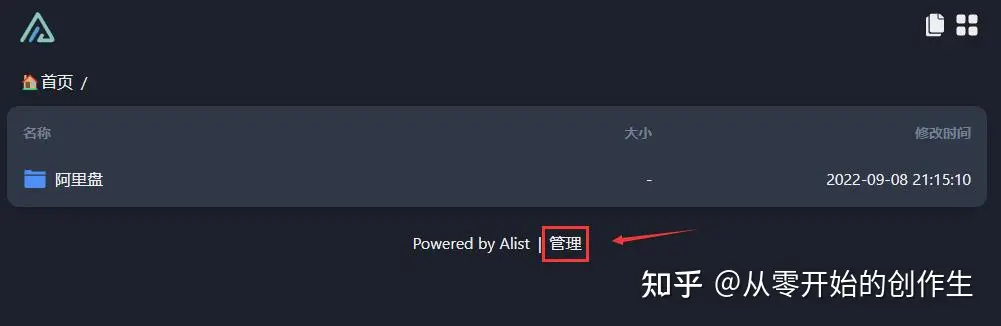 🏠首页 /
名称 大小 修改时间
阿里盘 - 2022-09-08 21:15:10
Powered by Alist | 管理
知乎 @从零开始的创作生